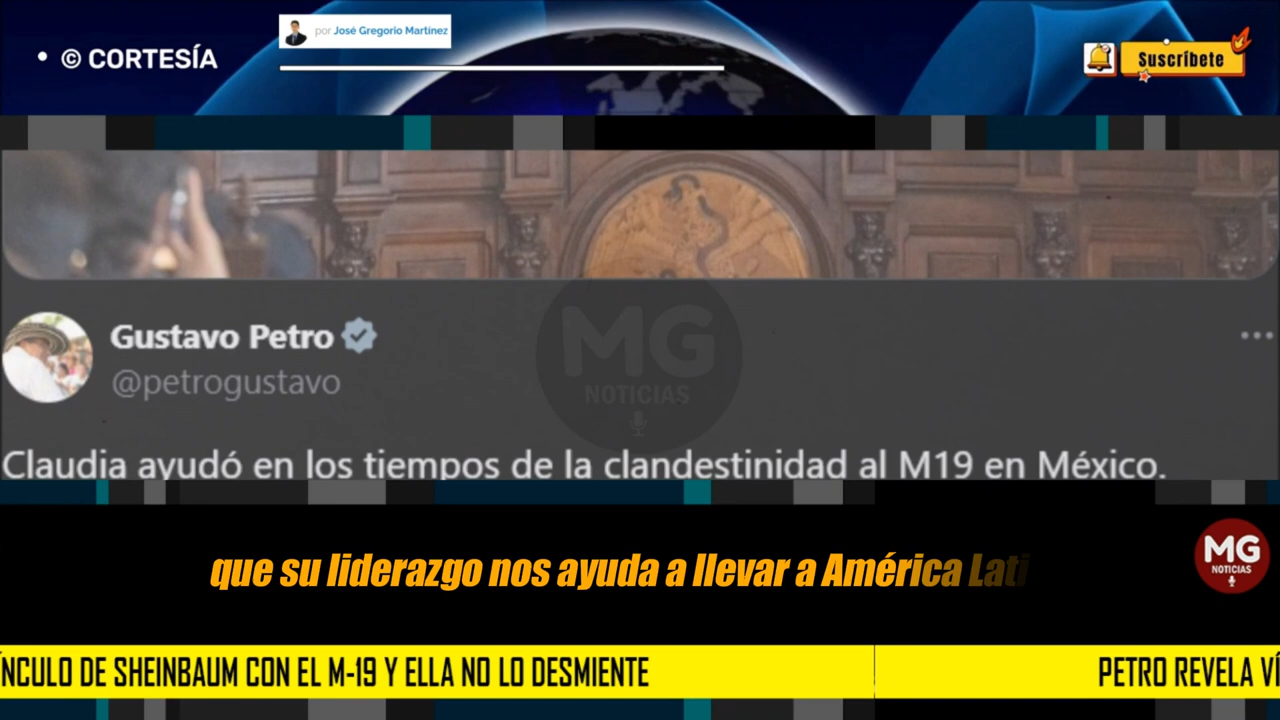 por José Gregorio Martínez
• © CORTESÍA
Suscríbete
Gustavo Petro
@petrogustavo
MG
NOTICIAS
Claudia ayudó en los tiempos de la clandestinidad al M19 en México.
que su liderazgo nos ayuda a llevar a América Lati
MG
NOTICIAS
ÍNCULO DE SHEINBAUM CON EL M-19 Y ELLA NO LO DESMIENTE
PETRO REVELA VÍ